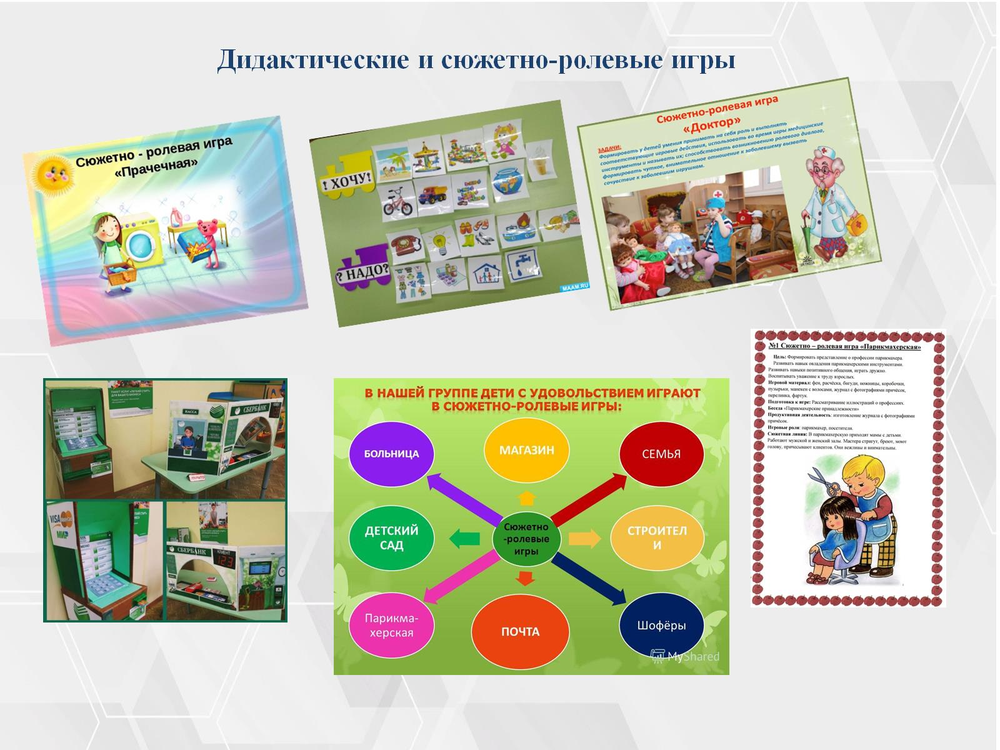 Дидактические и сюжетно-ролевые игры
Сюжетно - ролевая игра
«Прачечная»
! ХОЧУ!
? НАДО?
MAAM.RU
Сюжетно-ролевая игра
«Доктор»
ЗАДАЧИ:
Формировать у детей умения принимать на себя роль и выполнять
соответствующие игровые действия, использовать во время игры медицинские
инструменты и называть их; способствовать возникновению ролевого диалога,
формировать чуткое, внимательное отношение к заболевшему вызвать
сочувствие к заболевшим игрушкам.
ПАКЕТ УСЛУГ «ЛЕГКИЙ СТАРТ»
ДЛЯ ВАШЕГО БИЗНЕСА
КАССА
СБЕРБАНК
ОТКРЫТО
VISA
МИР
СБЕРБАНК
КЛИЕНТ
123
В НАШЕЙ ГРУППЕ ДЕТИ С УДОВОЛЬСТВИЕМ ИГРАЮТ
В СЮЖЕТНО-РОЛЕВЫЕ ИГРЫ:
БОЛЬНИЦА
МАГАЗИН
СЕМЬЯ
ДЕТСКИЙ
САД
Сюжетно
-ролевые
игры
СТРОИТЕЛ
И
Парикма-
херская
ПОЧТА
Шофёры
MyShared
№1 Сюжетно – ролевая игра «Парикмахерская»
Цель: Формировать представление о профессии парикмахера.
Развивать навык овладения парикмахерскими инструментами.
Развивать навыки позитивного общения, играть дружно.
Воспитывать уважение к труду взрослых.
Игровой материал: фен, расчёска, бигуди, ножницы, коробочки,
пузырьки, манекен с волосами, журнал с фотографиями причёсок,
перелинка, фартук.
Подготовка к игре: Рассматривание иллюстраций о профессиях.
Беседа «Парикмахерские принадлежности»
Продуктивная деятельность: изготовление журнала с фотографиями
причёсок.
Игровые роли: парикмахер, посетители.
Сюжетная линия: В парикмахерскую приходят мамы с детьми.
Работают мужской и женский залы. Мастера стригут, бреют, моют
голову, причесывают клиентов. Они вежливы и внимательны.